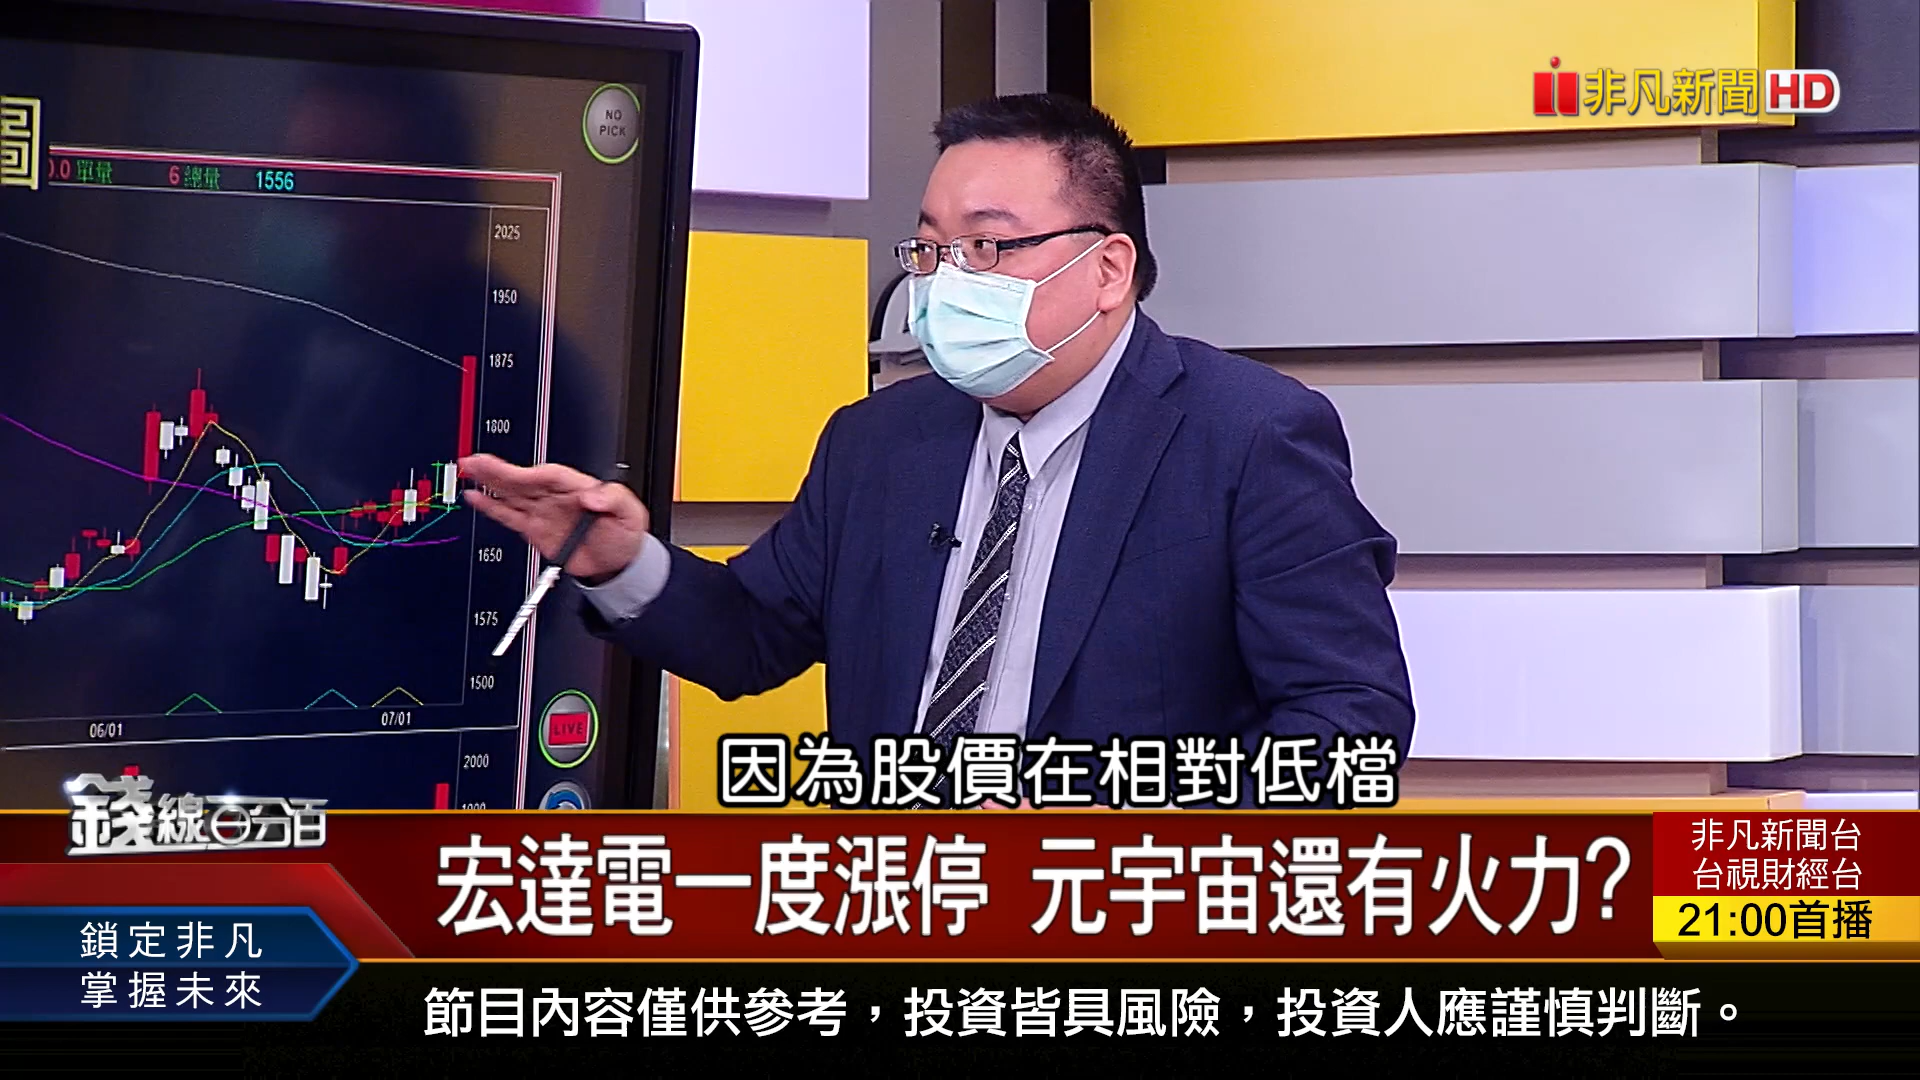 非凡新聞HD
圖
NO
PICK
0.0 單量 6 總量 1556
2025
1950
1875
1800
1650
1575
1500
06/01
07/01
LIVE
2000
因為股價在相對低檔
錢線百分百
宏達電一度漲停 元宇宙還有火力?
非凡新聞台
台視財經台
21:00首播
鎖定非凡
掌握未來
節目內容僅供參考，投資皆具風險，投資人應謹慎判斷。